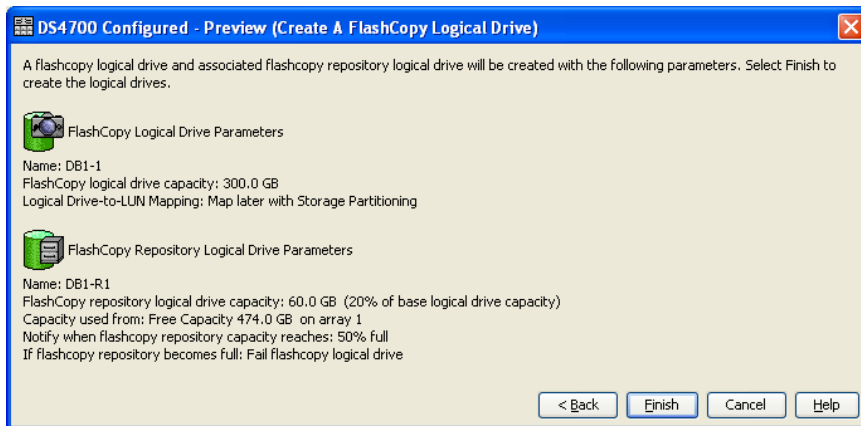 DS4700 Configured - Preview (Create A FlashCopy Logical Drive)
A flashcopy logical drive and associated flashcopy repository logical drive will be created with the following parameters. Select Finish to
create the logical drives.
FlashCopy Logical Drive Parameters
Name: DB1-1
FlashCopy logical drive capacity: 300.0 GB
Logical Drive-to-LUN Mapping: Map later with Storage Partitioning
FlashCopy Repository Logical Drive Parameters
Name: DB1-R1
FlashCopy repository logical drive capacity: 60.0 GB (20% of base logical drive capacity)
Capacity used from: Free Capacity 474.0 GB on array 1
Notify when flashcopy repository capacity reaches: 50% full
If flashcopy repository becomes full: Fail flashcopy logical drive
< Back Finish Cancel Help